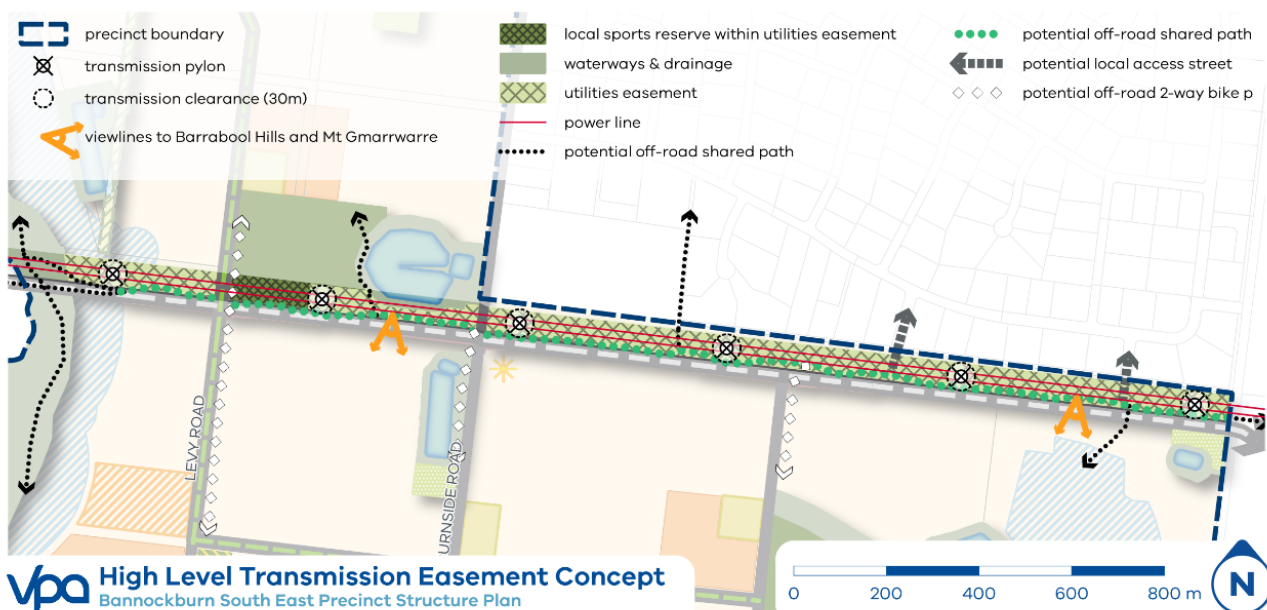 precinct boundary
transmission pylon
transmission clearance (30m)
viewlines to Barrabool Hills and Mt Gmarrwarre
local sports reserve within utilities easement
waterways & drainage
utilities easement
power line
potential off-road shared path
potential off-road shared path
potential local access street
potential off-road 2-way bike p
LEVY ROAD
URNSIDE ROAD
vpa
High Level Transmission Easement Concept
Bannockburn South East Precinct Structure Plan
0 200 400 600 800 m
N